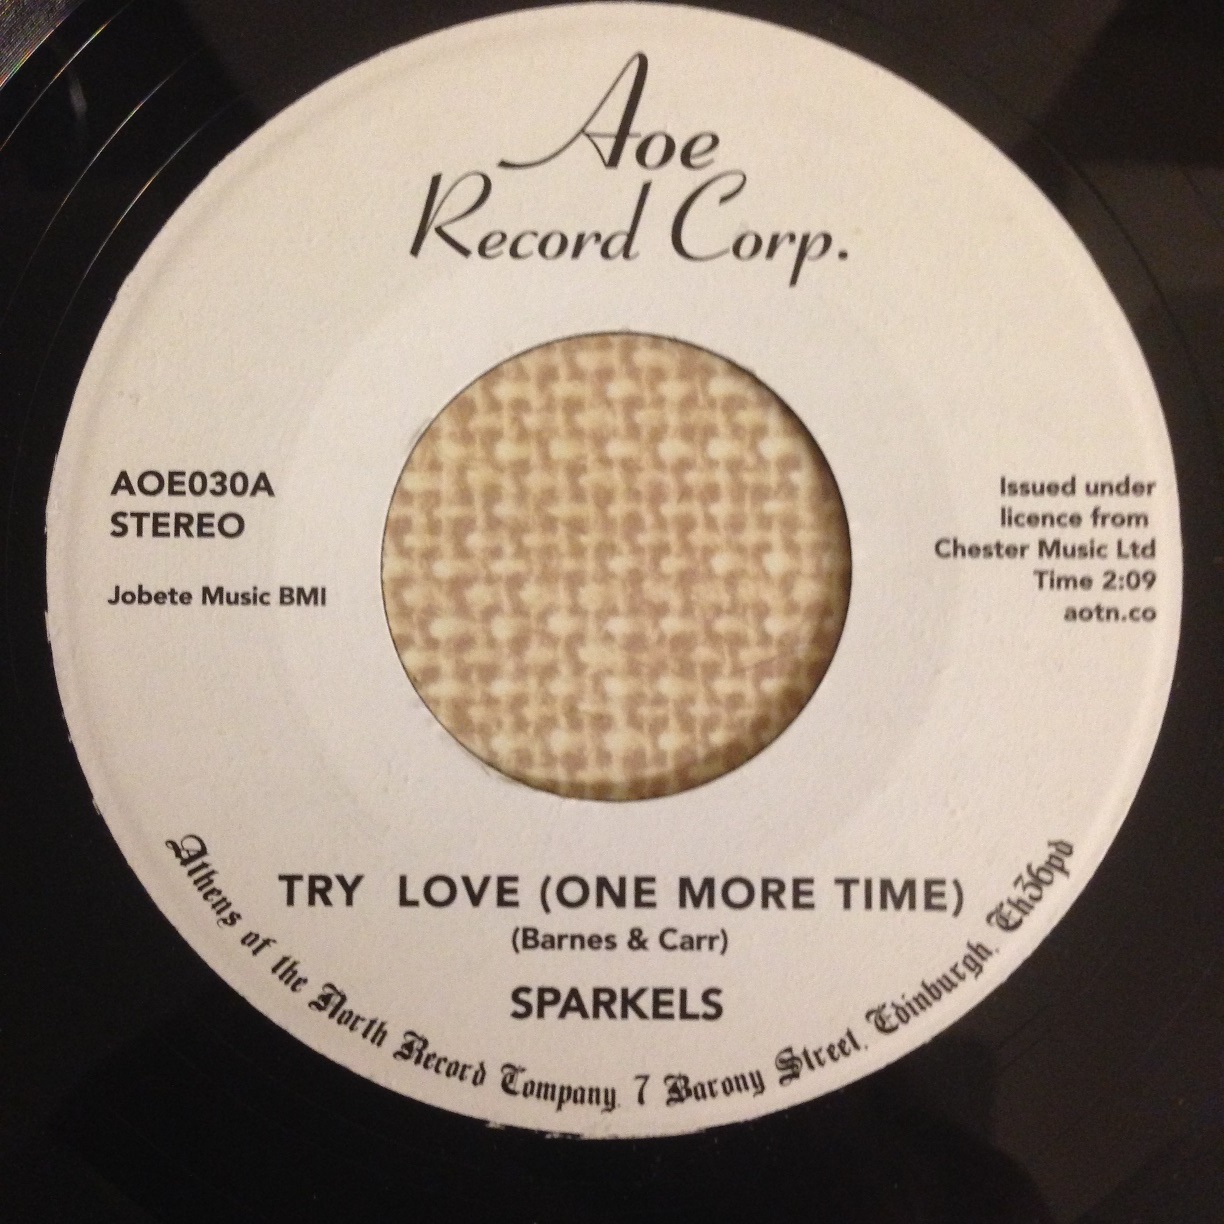 Aoe
Record Corp.
AOE030A
STEREO
Jobete Music BMI
Issued under
licence from
Chester Music Ltd
Time 2:09
aotn.co
TRY LOVE (ONE MORE TIME)
(Barnes & Carr)
SPARKELS
Athens of the North Record Company, 7 Barony Street, Edinburgh, Eh36pd